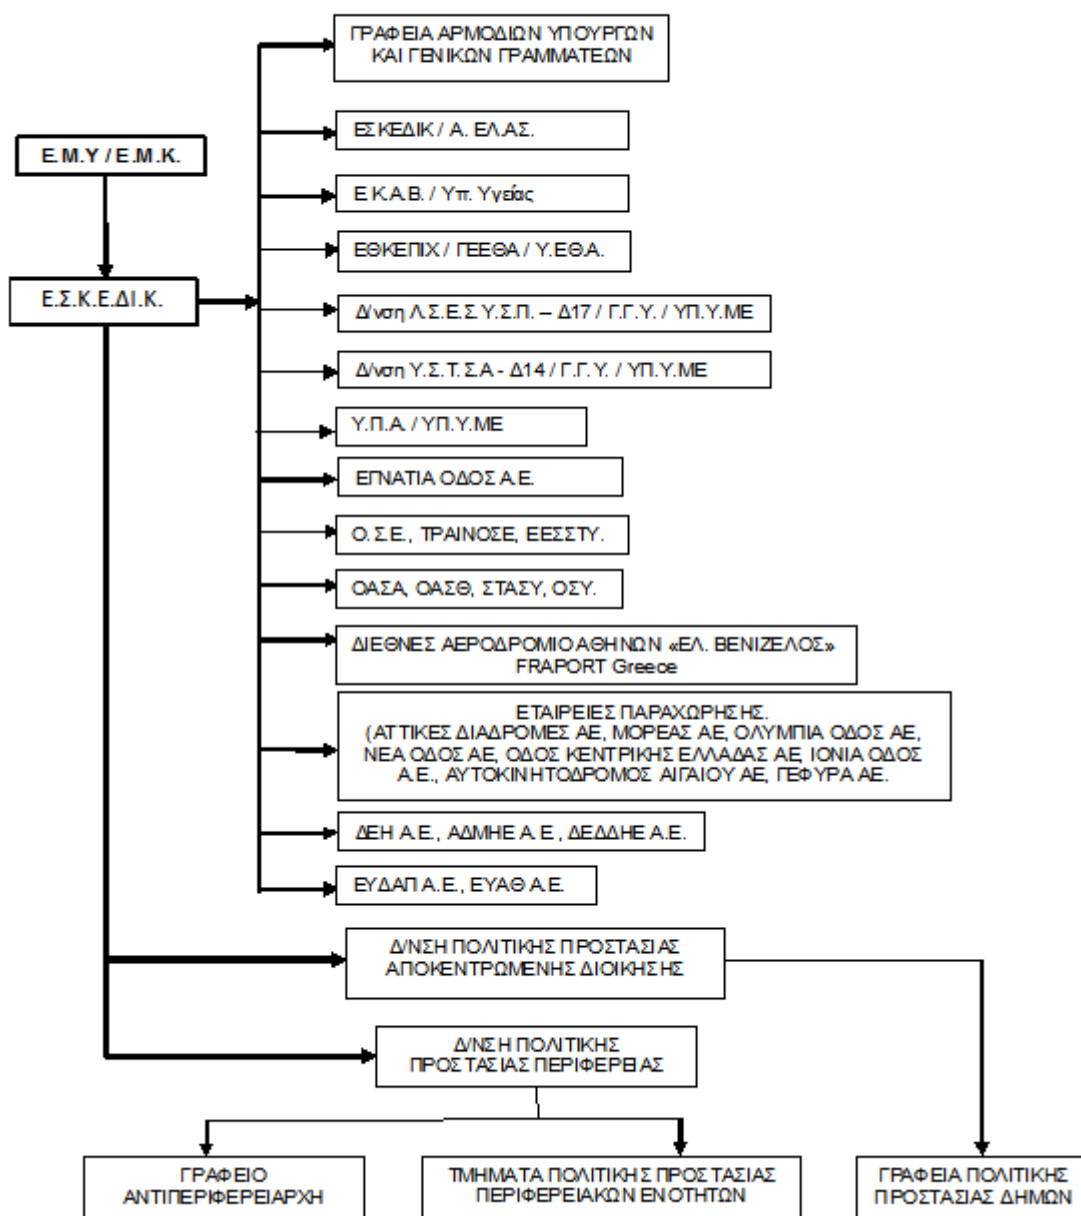 ΓΡΑΦΕΙΑ ΑΡΜΟΔΙΩΝ ΥΠΟΥΡΓΩΝ
ΚΑΙ ΓΕΝΙΚΩΝ ΓΡΑΜΜΑΤΕΩΝ
ΕΣΚΕΔΙΚ / Α. ΕΛ.ΑΣ.
Ε.Μ.Υ / Ε.Μ.Κ.
Ε.Κ.Α.Β. / Υπ. Υγείας
ΕΘΚΕΠΙΧ / ΓΕΕΘΑ / Υ.ΕΘ.Α.
Ε.Σ.Κ.Ε.ΔΙ.Κ.
Δ/νση Λ.Σ.Ε.Σ Υ.Σ.Π. – Δ17 / Γ.Γ.Υ. / ΥΠ.Υ.ΜΕ
Δ/νση Υ.Σ.Τ.Σ.Α - Δ14 / Γ.Γ.Υ. / ΥΠ.Υ.ΜΕ
Υ.Π.Α. / ΥΠ.Υ.ΜΕ
ΕΓΝΑΤΙΑ ΟΔΟΣ Α.Ε.
Ο.Σ.Ε., ΤΡΑΙΝΟΣΕ, ΕΕΣΣΤΥ.
ΟΑΣΑ, ΟΑΣΘ, ΣΤΑΣΥ, ΟΣΥ.
ΔΙΕΘΝΕΣ ΑΕΡΟΔΡΟΜΙΟ ΑΘΗΝΩΝ «ΕΛ. ΒΕΝΙΖΕΛΟΣ»
FRAPORT Greece
ΕΤΑΙΡΕΙΕΣ ΠΑΡΑΧΩΡΗΣΗΣ.
(ΑΤΤΙΚΕΣ ΔΙΑΔΡΟΜΕΣ ΑΕ, ΜΟΡΕΑΣ ΑΕ, ΟΛΥΜΠΙΑ ΟΔΟΣ ΑΕ,
ΝΕΑ ΟΔΟΣ ΑΕ, ΟΔΟΣ ΚΕΝΤΡΙΚΗΣ ΕΛΛΑΔΑΣ ΑΕ, ΙΟΝΙΑ ΟΔΟΣ
Α.Ε., ΑΥΤΟΚΙΝΗΤΟΔΡΟΜΟΣ ΑΙΓΑΙΟΥ ΑΕ, ΓΕΦΥΡΑ ΑΕ.
ΔΕΗ Α.Ε., ΑΔΜΗΕ Α.Ε, ΔΕΔΔΗΕ Α.Ε.
ΕΥΔΑΠ Α.Ε., ΕΥΑΘ Α.Ε.
Δ/ΝΣΗ ΠΟΛΙΤΙΚΗΣ ΠΡΟΣΤΑΣΙΑΣ
ΑΠΟΚΕΝΤΡΩΜΕΝΗΣ ΔΙΟΙΚΗΣΗΣ
Δ/ΝΣΗ ΠΟΛΙΤΙΚΗΣ
ΠΡΟΣΤΑΣΙΑΣ ΠΕΡΙΦΕΡΕΙΑΣ
ΓΡΑΦΕΙΟ
ΑΝΤΙΠΕΡΙΦΕΡΕΙΑΡΧΗ
ΤΜΗΜΑΤΑ ΠΟΛΙΤΙΚΗΣ ΠΡΟΣΤΑΣΙΑΣ
ΠΕΡΙΦΕΡΕΙΑΚΩΝ ΕΝΟΤΗΤΩΝ
ΓΡΑΦΕΙΑ ΠΟΛΙΤΙΚΗΣ
ΠΡΟΣΤΑΣΙΑΣ ΔΗΜΩΝ